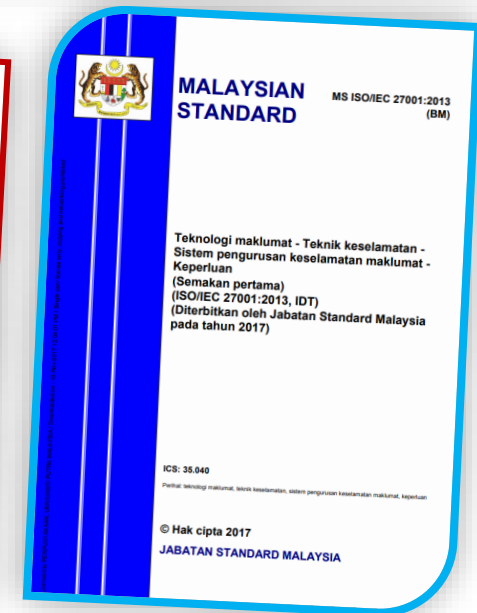 MALAYSIAN
STANDARD
MS ISO/IEC 27001:2013
(BM)
Teknologi maklumat - Teknik keselamatan -
Sistem pengurusan keselamatan maklumat -
Keperluan
(Semakan pertama)
(ISO/IEC 27001:2013, IDT)
(Diterbitkan oleh Jabatan Standard Malaysia
pada tahun 2017)
ICS: 35.040
Perihal: teknologi maklumat, teknik keselamatan, sistem pengurusan keselamatan maklumat, keperluan
© Hak cipta 2017
JABATAN STANDARD MALAYSIA